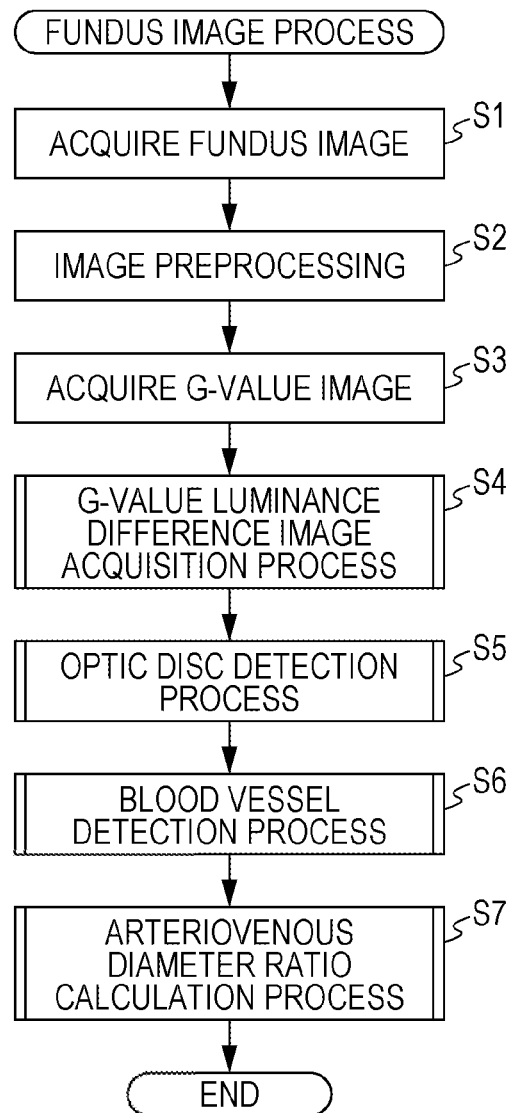 FUNDUS IMAGE PROCESS
S1
ACQUIRE FUNDUS IMAGE
S2
IMAGE PREPROCESSING
S3
ACQUIRE G-VALUE IMAGE
S4
G-VALUE LUMINANCE
DIFFERENCE IMAGE
ACQUISITION PROCESS
S5
OPTIC DISC DETECTION
PROCESS
S6
BLOOD VESSEL
DETECTION PROCESS
S7
ARTERIOVENOUS
DIAMETER RATIO
CALCULATION PROCESS
END